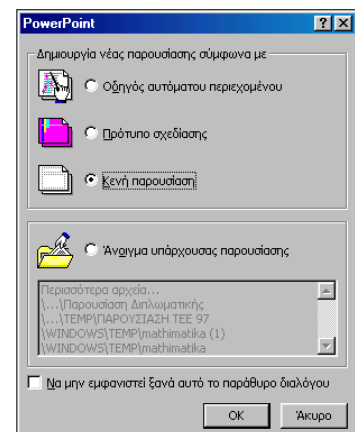 PowerPoint
Δημιουργία νέας παρουσίασης σύμφωνα με
Οδηγός αυτόματου περιεχομένου
Πρότυπο σχεδίασης
Κενή παρουσίαση
Άνοιγμα υπάρχουσας παρουσίασης
Περισσότερα αρχεία...
\...\Παρουσίαση Διπλωματικής
\...\TEMP\ΠΑΡΟΥΣΙΑΣΗ ΤΕΕ 97
\WINDOWS\TEMP\mathimatika (1)
\WINDOWS\TEMP\mathimatika
Να μην εμφανιστεί ξανά αυτό το παράθυρο διαλόγου
OK
Άκυρο